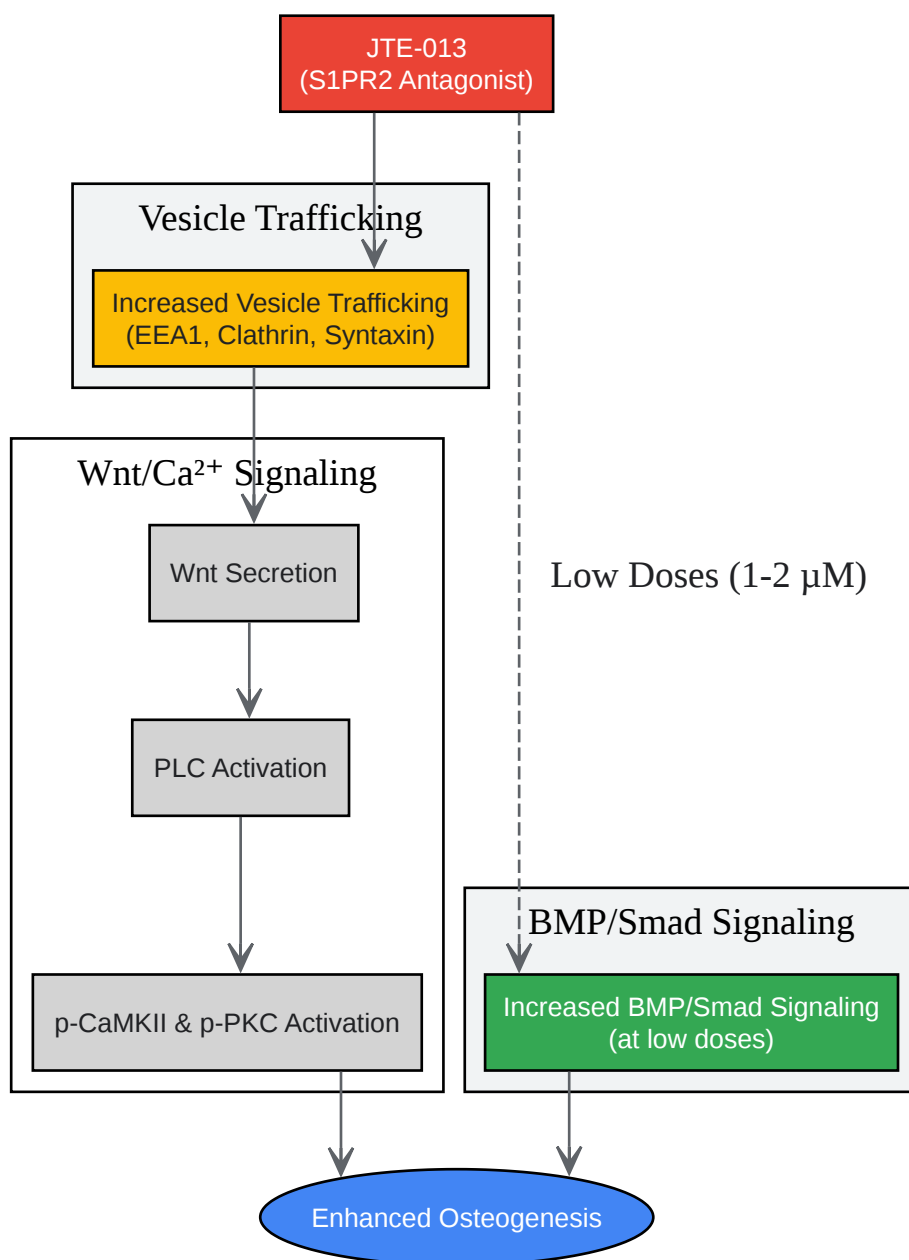 JTE-013
(S1PR2 Antagonist)
Vesicle Trafficking
Increased Vesicle Trafficking
(EEA1, Clathrin, Syntaxin)
Wnt/Ca²⁺ Signaling
Wnt Secretion
Low Doses (1-2 µM)
PLC Activation
p-CaMKII & p-PKC Activation
BMP/Smad Signaling
Increased BMP/Smad Signaling
(at low doses)
Enhanced Osteogenesis